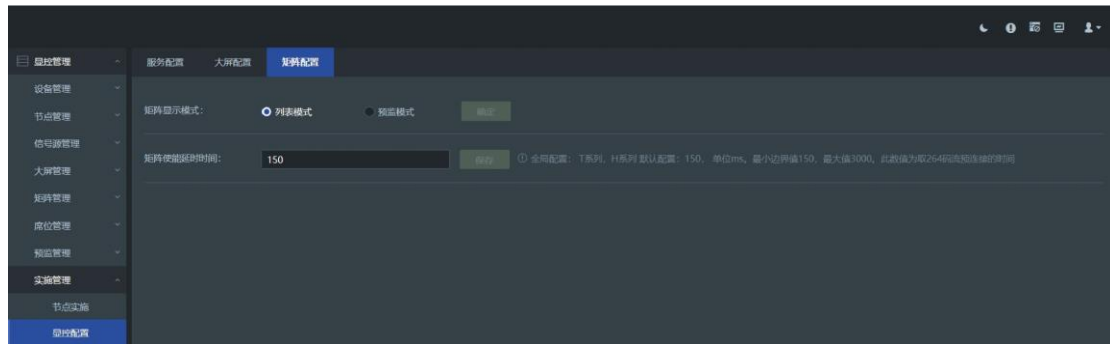 显控管理
服务配置 大屏配置 矩阵配置
设备管理
节点管理
矩阵显示模式: 列表模式 预监模式 确定
信号源管理
矩阵使能延时时间: 150 保存 全局配置: T系列、H系列 默认配置: 150, 单位ms, 最小边界值150, 最大值3000, 此数值为取264码流预连接的时间
大屏管理
矩阵管理
席位管理
预监管理
实施管理
节点实施
显控配置